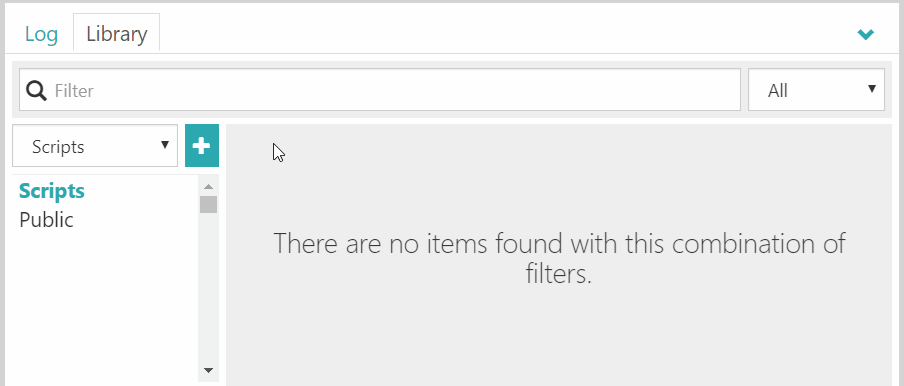 Log
Library
Filter
All
Scripts
Scripts
Public
There are no items found with this combination of
filters.